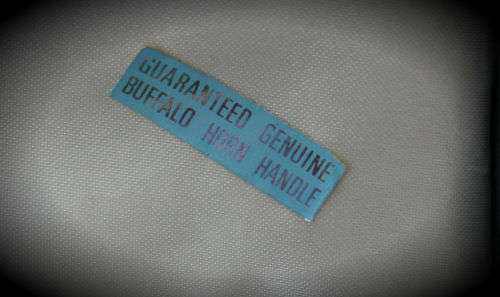 GUARANTEED GENUINE
BUFFALO HORN HANDLE